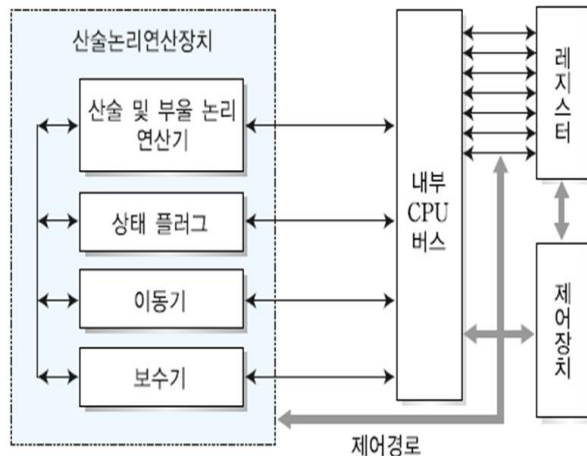 산술논리연산장치
산술 및 부울 논리
연산기
상태 플러그
이동기
보수기
내부
CPU
버스
레지스터
제어장치
제어경로